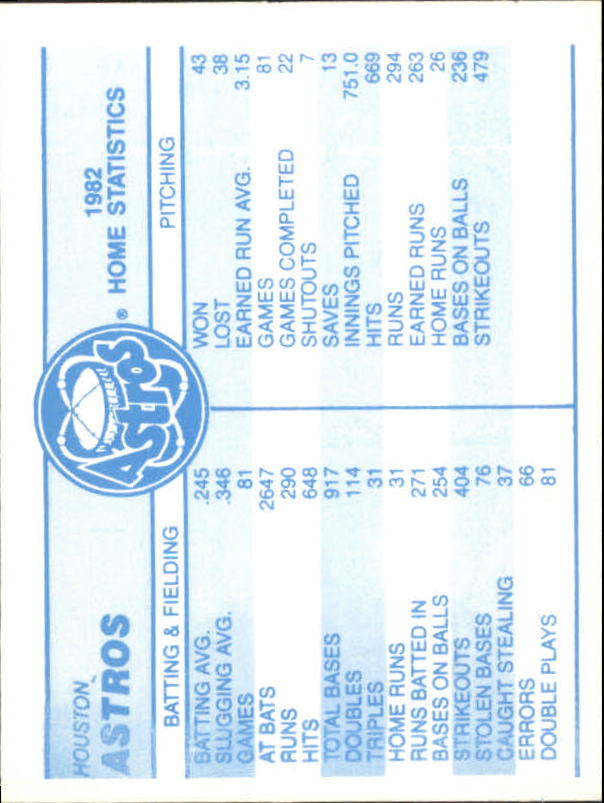 HOUSTON
ASTROS
Astros
® 1982
HOME STATISTICS
BATTING & FIELDING
BATTING AVG. .245
SLUGGING AVG. .346
GAMES 81
AT BATS 2647
RUNS 290
HITS 648
TOTAL BASES 917
DOUBLES 114
TRIPLES 31
HOME RUNS 31
RUNS BATTED IN 271
BASES ON BALLS 254
STRIKEOUTS 404
STOLEN BASES 76
CAUGHT STEALING 37
ERRORS 66
DOUBLE PLAYS 81
PITCHING
WON 43
LOST 38
EARNED RUN AVG. 3.15
GAMES 81
GAMES COMPLETED 22
SHUTOUTS 7
SAVES 13
INNINGS PITCHED 751.0
HITS 669
RUNS 294
EARNED RUNS 263
HOME RUNS 26
BASES ON BALLS 236
STRIKEOUTS 479